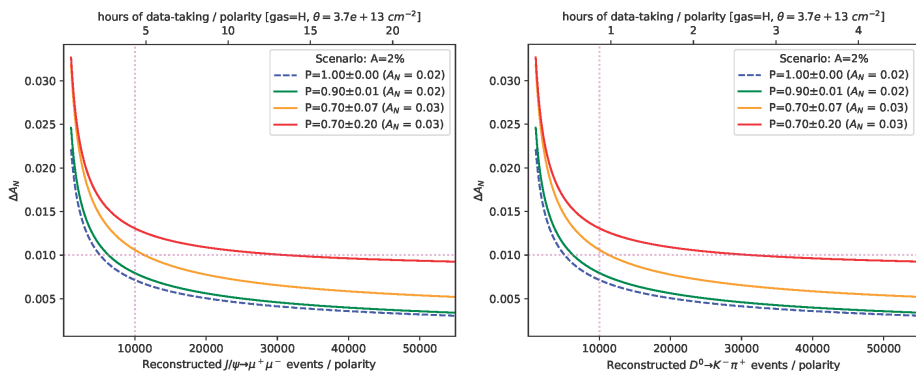 hours of data-taking / polarity [gas=H, θ = 3.7e + 13 cm⁻²]
5 10 15 20
Scenario: A=2%
P=1.00±0.00 (A_N = 0.02)
P=0.90±0.01 (A_N = 0.02)
P=0.70±0.07 (A_N = 0.03)
P=0.70±0.20 (A_N = 0.03)
0.030
0.025
0.020
0.015
0.010
0.005
ΔA_N
10000 20000 30000 40000 50000
Reconstructed J/ψ→μ⁺μ⁻ events / polarity
hours of data-taking / polarity [gas=H, θ = 3.7e + 13 cm⁻²]
1 2 3 4
Scenario: A=2%
P=1.00±0.00 (A_N = 0.02)
P=0.90±0.01 (A_N = 0.02)
P=0.70±0.07 (A_N = 0.03)
P=0.70±0.20 (A_N = 0.03)
0.030
0.025
0.020
0.015
0.010
0.005
ΔA_N
10000 20000 30000 40000 50000
Reconstructed D⁰→K⁻π⁺ events / polarity